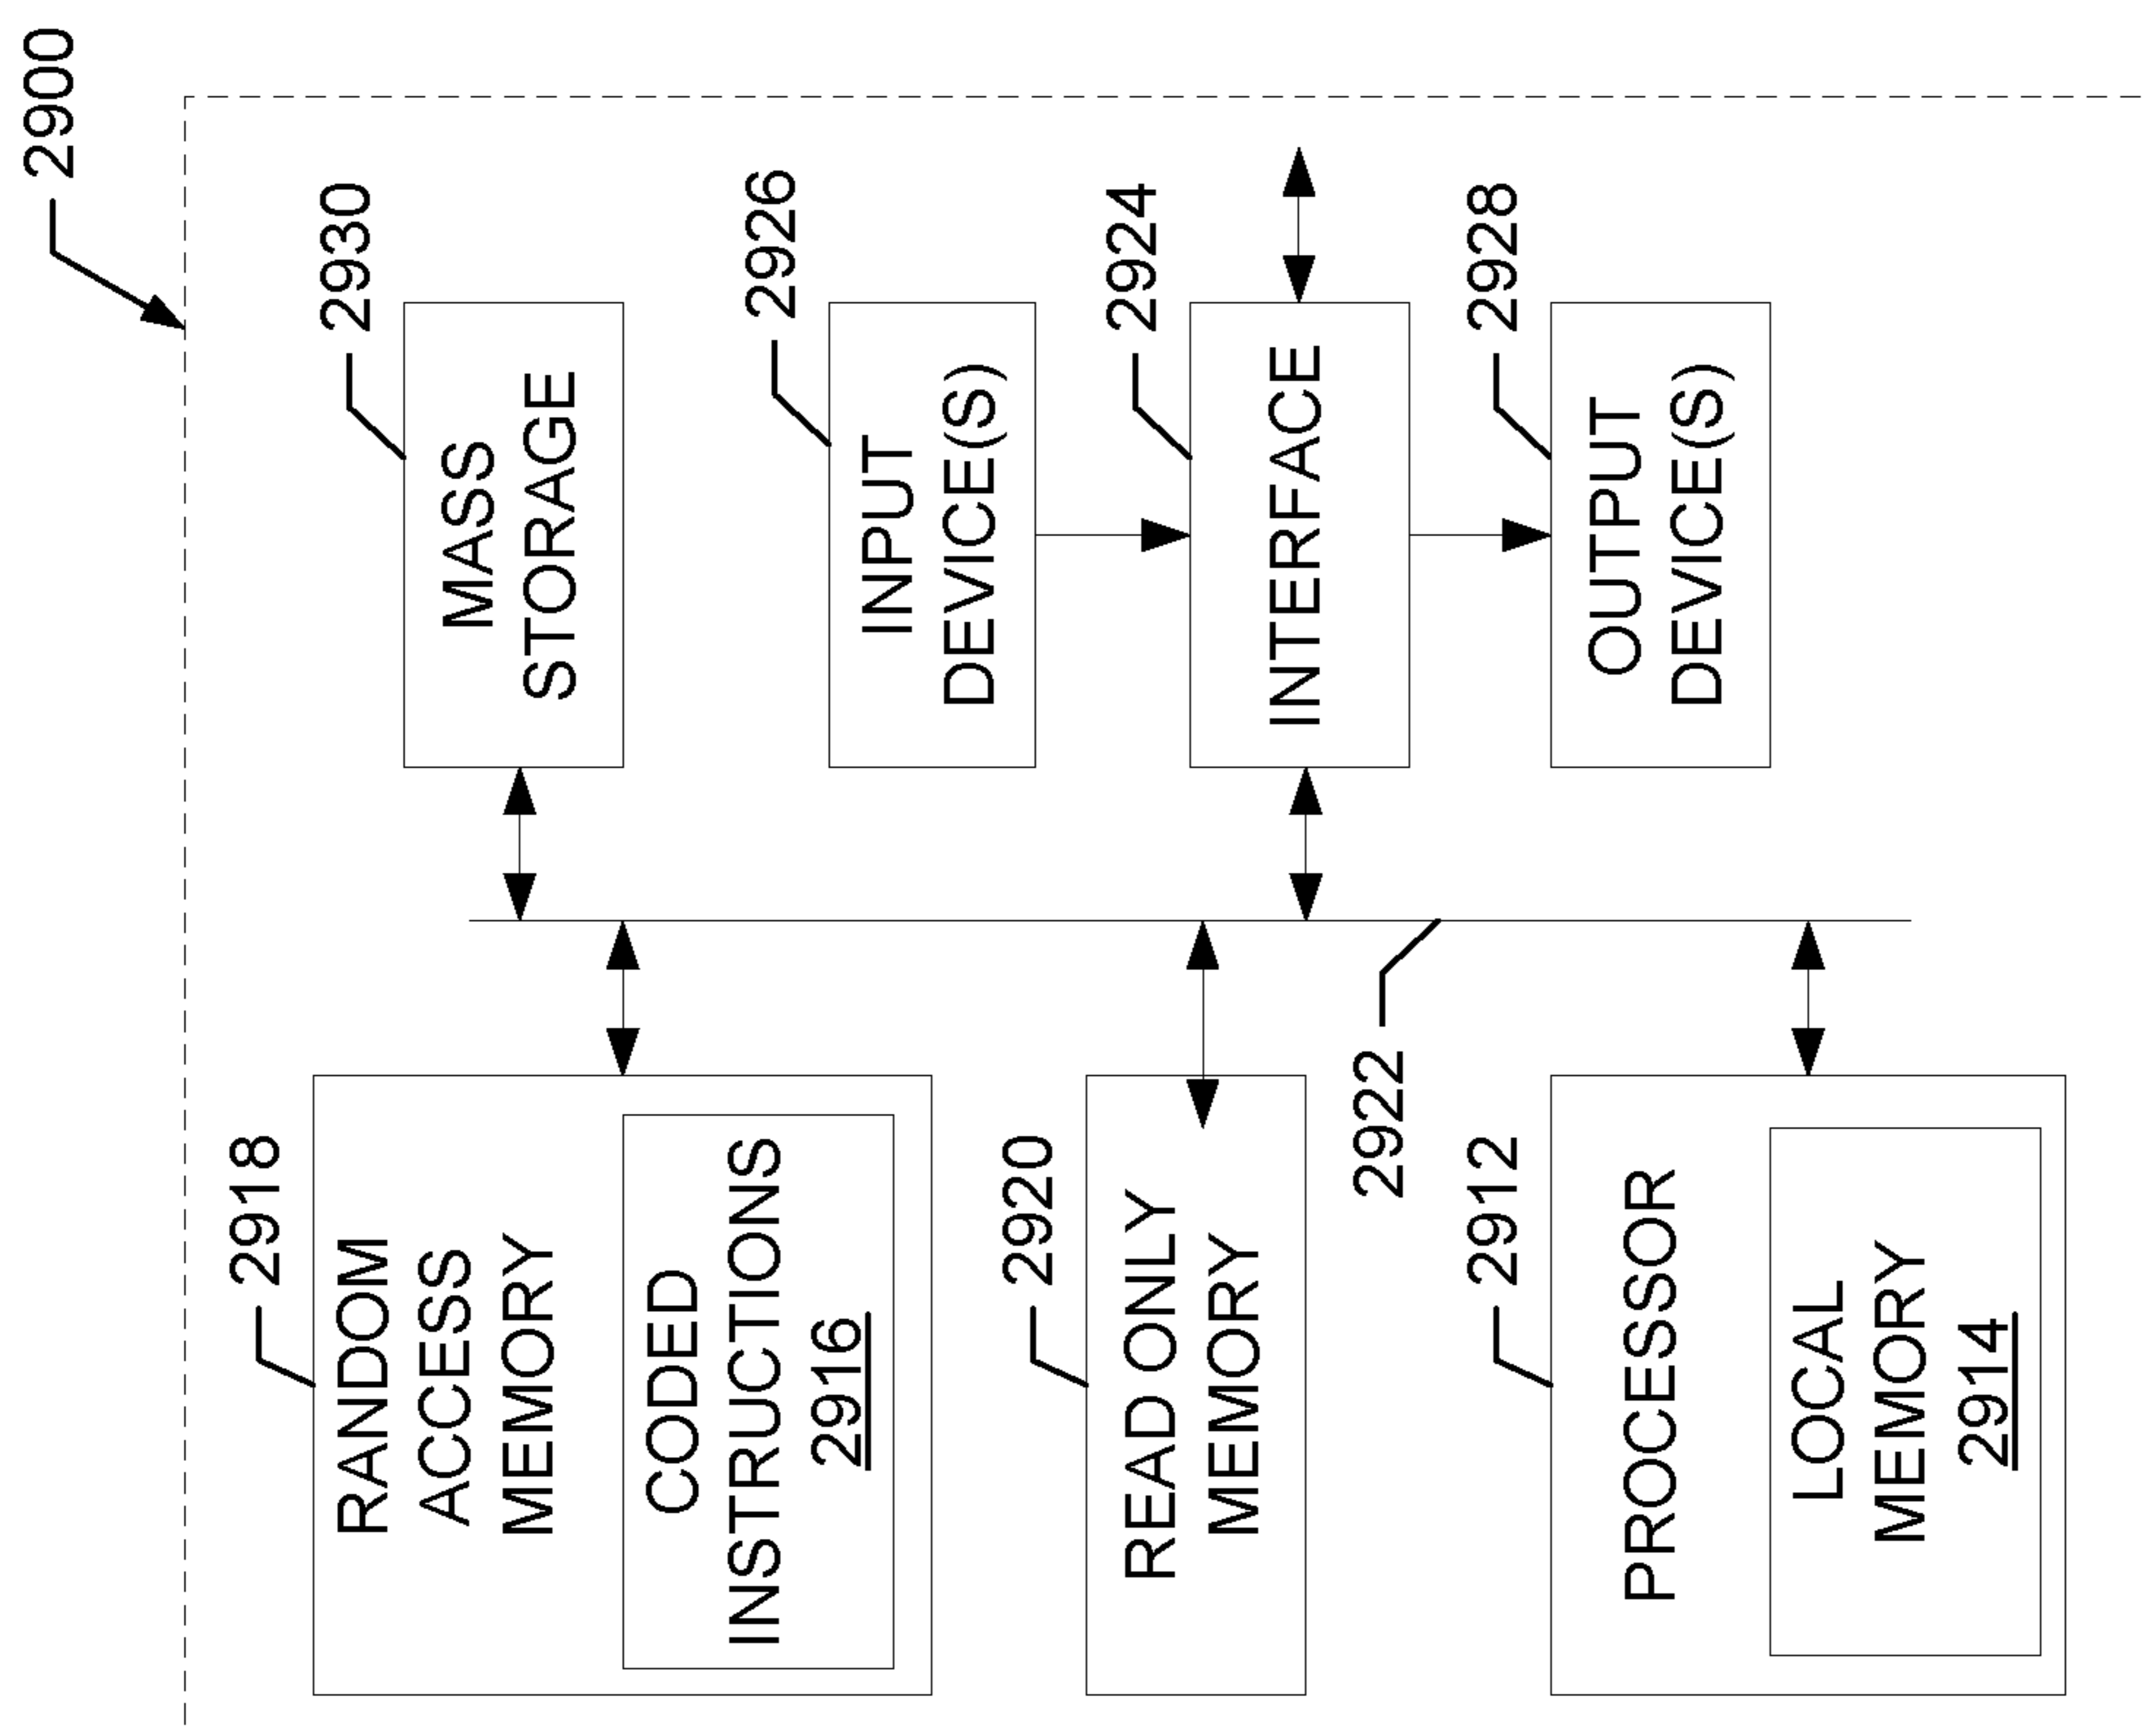 2900
2918
RANDOM
ACCESS
MEMORY
CODED
INSTRUCTIONS
2916
2930
MASS
STORAGE
2926
INPUT
DEVICE(S)
2920
READ ONLY
MEMORY
2924
INTERFACE
2922
2912
PROCESSOR
LOCAL
MEMORY
2914
2928
OUTPUT
DEVICE(S)